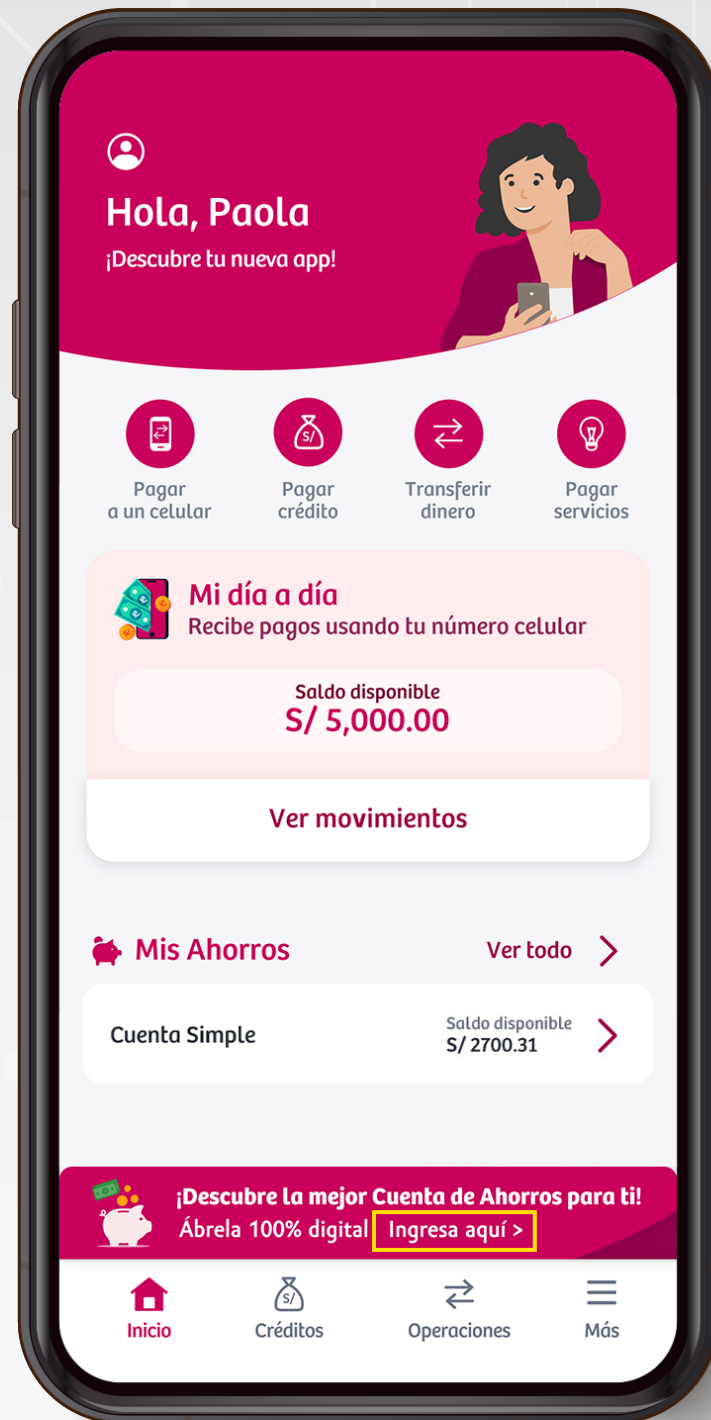 Hola, Paola
¡Descubre tu nueva app!
Pagar
a un celular
Pagar
crédito
Transferir
dinero
Pagar
servicios
Mi día a día
Recibe pagos usando tu número celular
Saldo disponible
S/ 5,000.00
Ver movimientos
Mis Ahorros
Ver todo
Cuenta Simple
Saldo disponible
S/ 2700.31
¡Descubre la mejor Cuenta de Ahorros para ti!
Ábrela 100% digital Ingresa aquí >
Inicio
S/
Créditos
Operaciones
Más